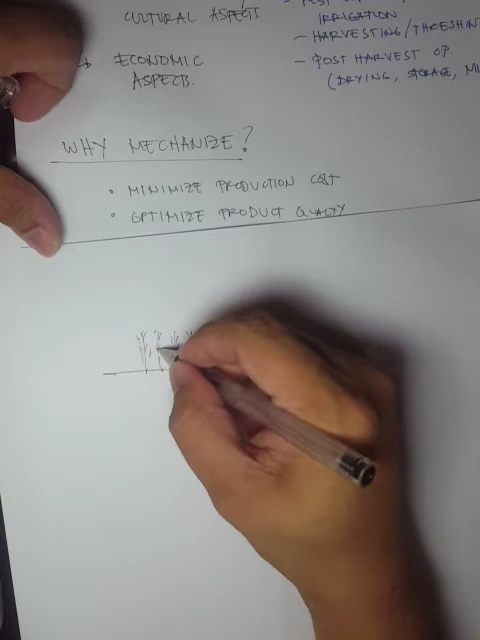 CULTURAL ASPECTS
→ ECONOMIC
ASPECTS.
IRRIGATION
- HARVESTING/THRESHIN
- POST HARVEST OP.
(DRYING, STORAGE, MI
WHY MECHANIZE?
• MINIMIZE PRODUCTION COST
• OPTIMIZE PRODUCT QUALITY